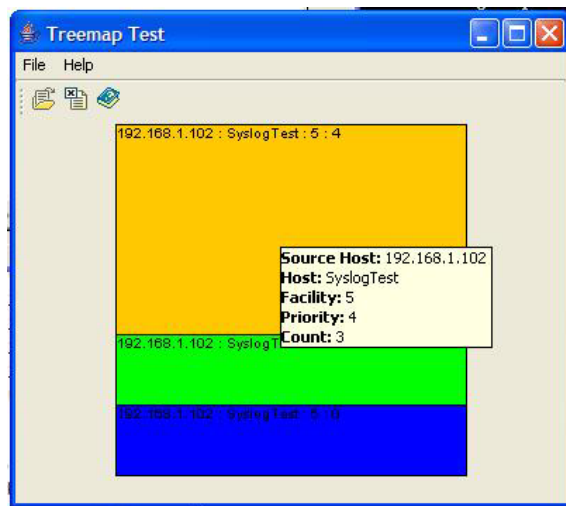 Treemap Test
File Help
192.168.1.102 : SyslogTest : 5 : 4
Source Host: 192.168.1.102
Host: SyslogTest
Facility: 5
Priority: 4
Count: 3
192.168.1.102 : SyslogT
192.168.1.102 : SyslogTest : 5 : 0